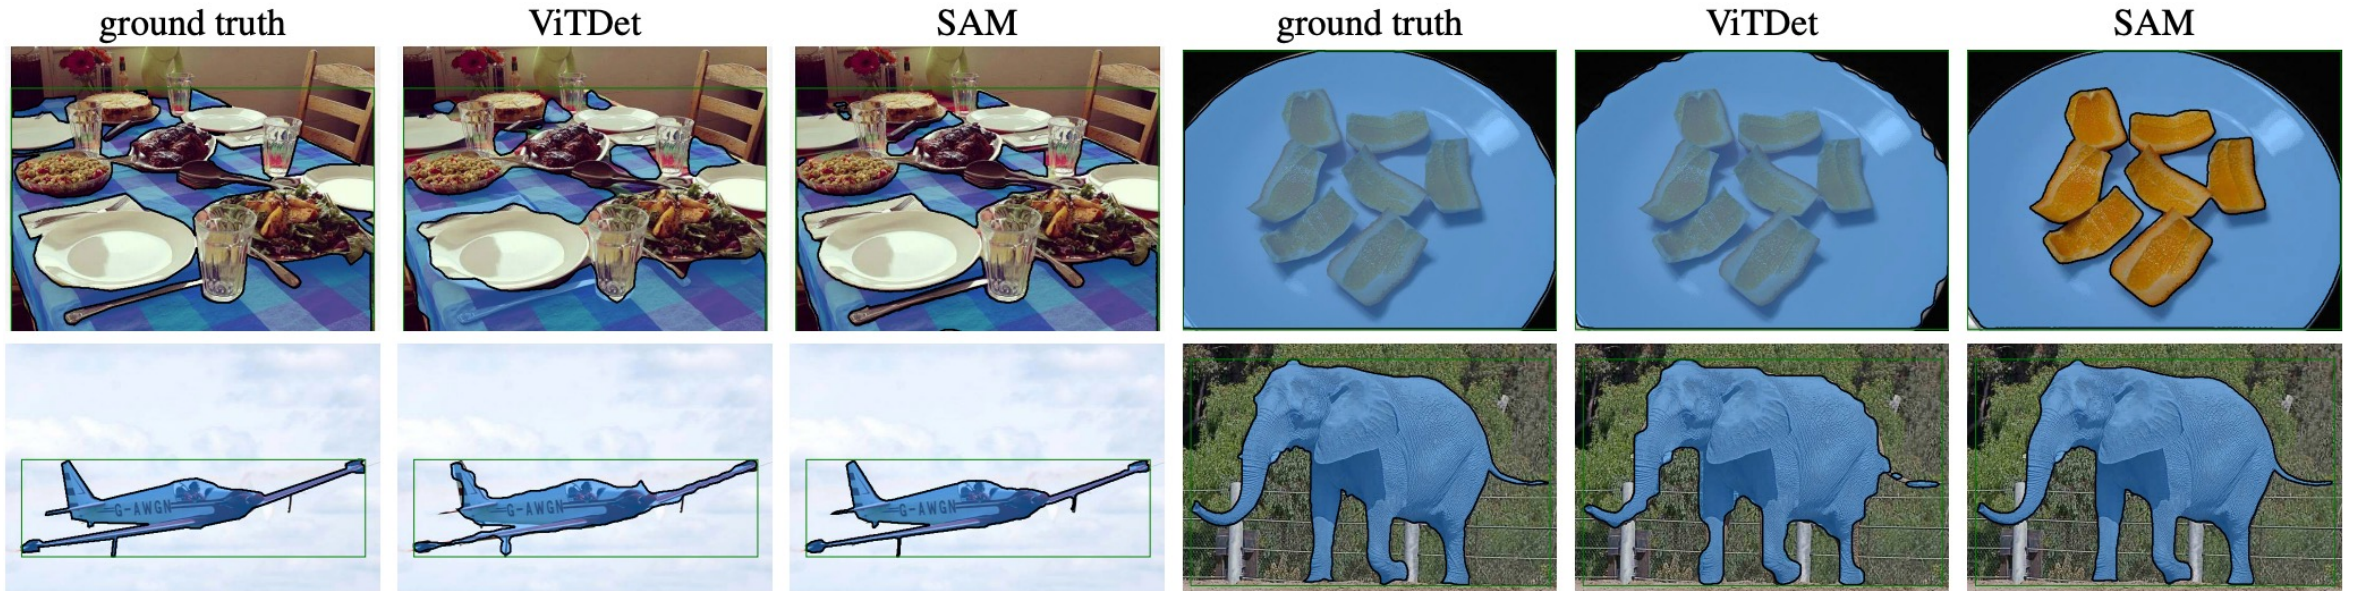 ground truth
ViTDet
SAM
ground truth
ViTDet
SAM
G-AWGN
G-AWGN
G-AWGN